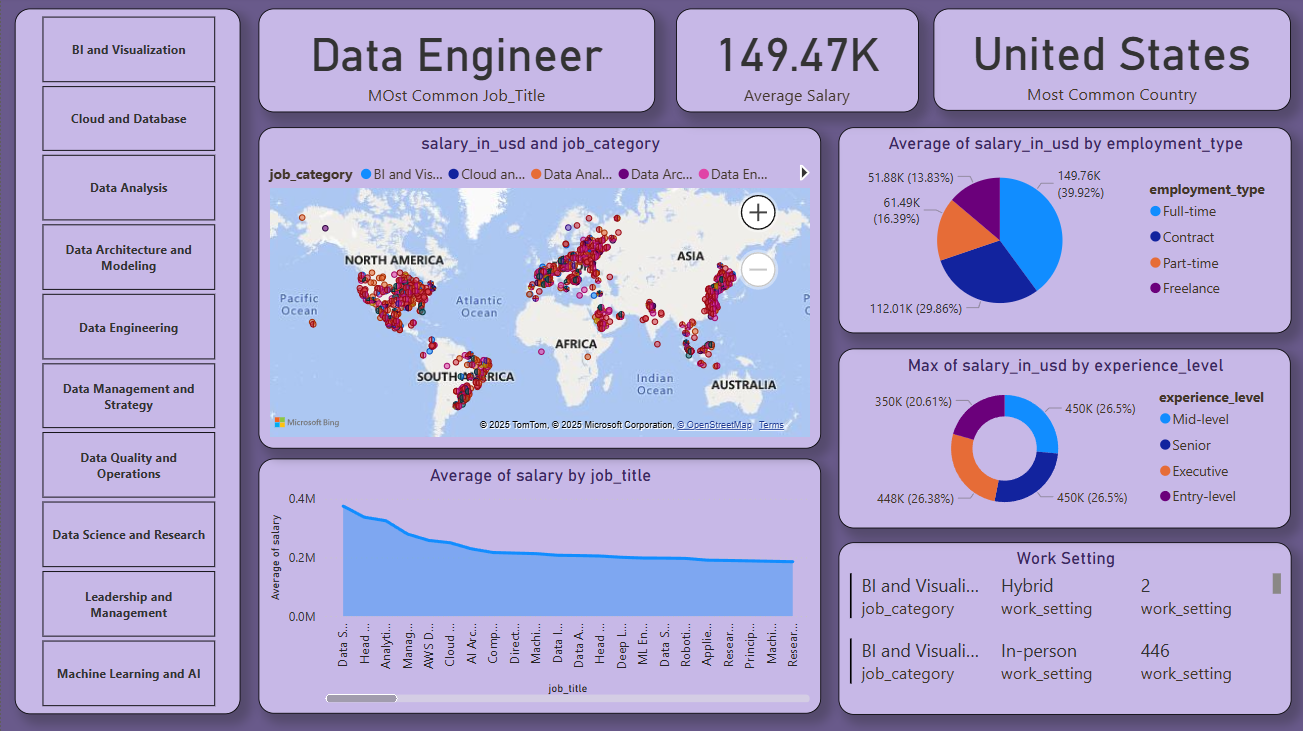 BI and Visualization
Cloud and Database
Data Analysis
Data Architecture and
Modeling
Data Engineering
Data Management and
Strategy
Data Quality and
Operations
Data Science and Research
Leadership and
Management
Machine Learning and AI
Data Engineer
MOst Common Job_Title
149.47K
Average Salary
United States
Most Common Country
salary_in_usd and job_category
job_category BI and Vis... Cloud an... Data Anal... Data Arc... Data En...
NORTH AMERICA
ASIA
Pacific
Ocean
Atlantic
Ocean
AFRICA
SOUTH AMERICA
Indian
Ocean
AUSTRALIA
P
Microsoft Bing
© 2025 TomTom, © 2025 Microsoft Corporation, © OpenStreetMap Terms
Average of salary by job_title
Average of salary
0.4M
0.2M
0.0M
Data S...
Head ...
Analyti...
Manag...
AWS D...
Cloud ...
AI Arc...
Comp...
Direct...
Machi...
Data I...
Data A...
Head ...
Deep L...
ML En...
Data S...
Roboti...
Applie...
Resear...
Princip...
Machi...
Resear...
job_title
Average of salary_in_usd by employment_type
51.88K (13.83%)
149.76K
(39.92%)
61.49K
(16.39%)
112.01K (29.86%)
employment_type
Full-time
Contract
Part-time
Freelance
Max of salary_in_usd by experience_level
350K (20.61%)
450K (26.5%)
448K (26.38%)
450K (26.5%)
experience_level
Mid-level
Senior
Executive
Entry-level
Work Setting
BI and Visuali... Hybrid 2
job_category work_setting work_setting
BI and Visuali... In-person 446
job_category work_setting work_setting